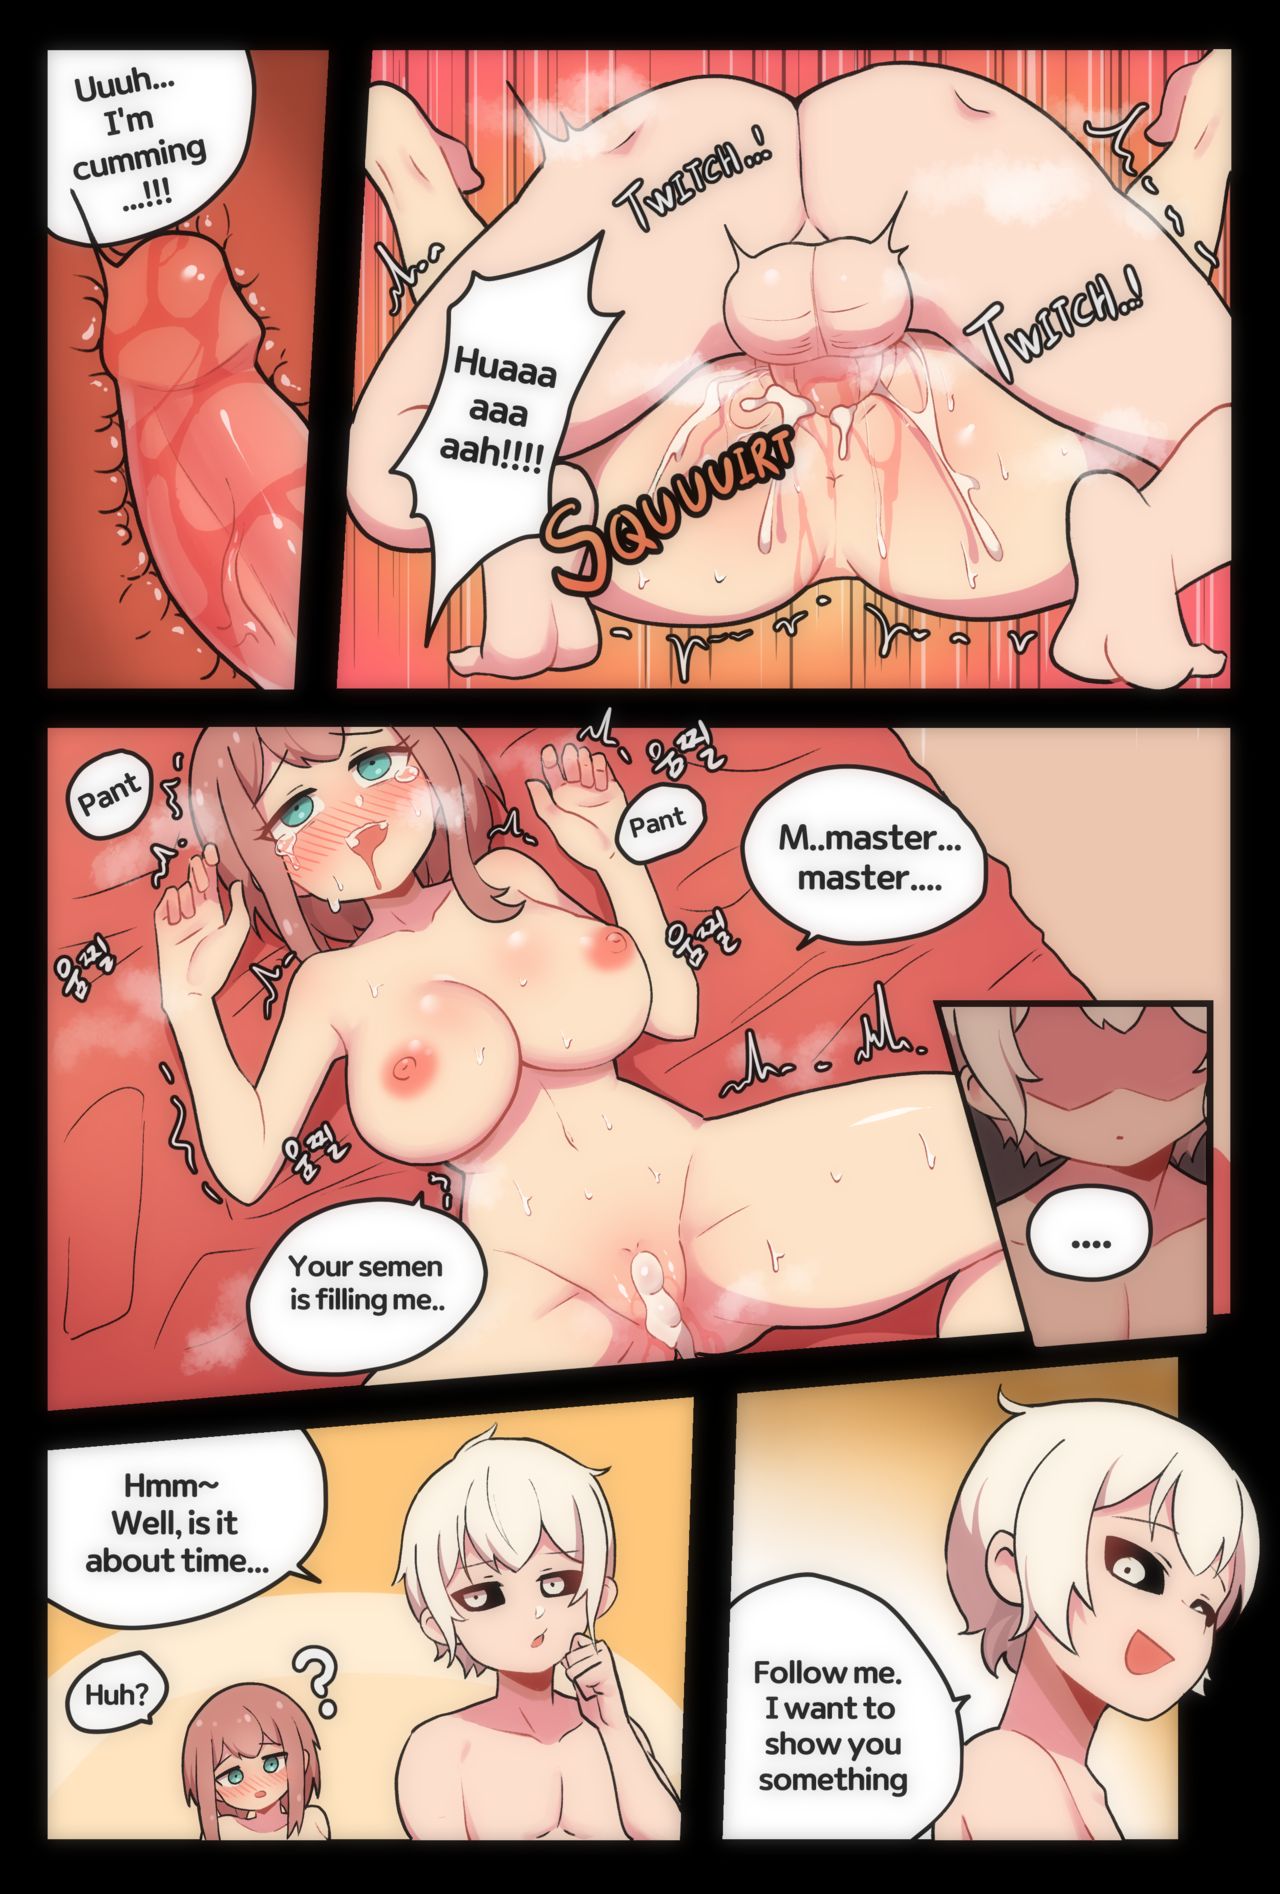 Uuuh...
I'm
cumming
...!!!
TWITCH..!
TWITCH..!
Huaaa
aaa
aah!!!!
SQUUUIRT
Pant
움찔
Pant
M..master...
master....
움찔
움찔
움찔
....
Your semen
is filling me..
Hmm~
Well, is it
about time...
Huh?
?
Follow me.
I want to
show you
something